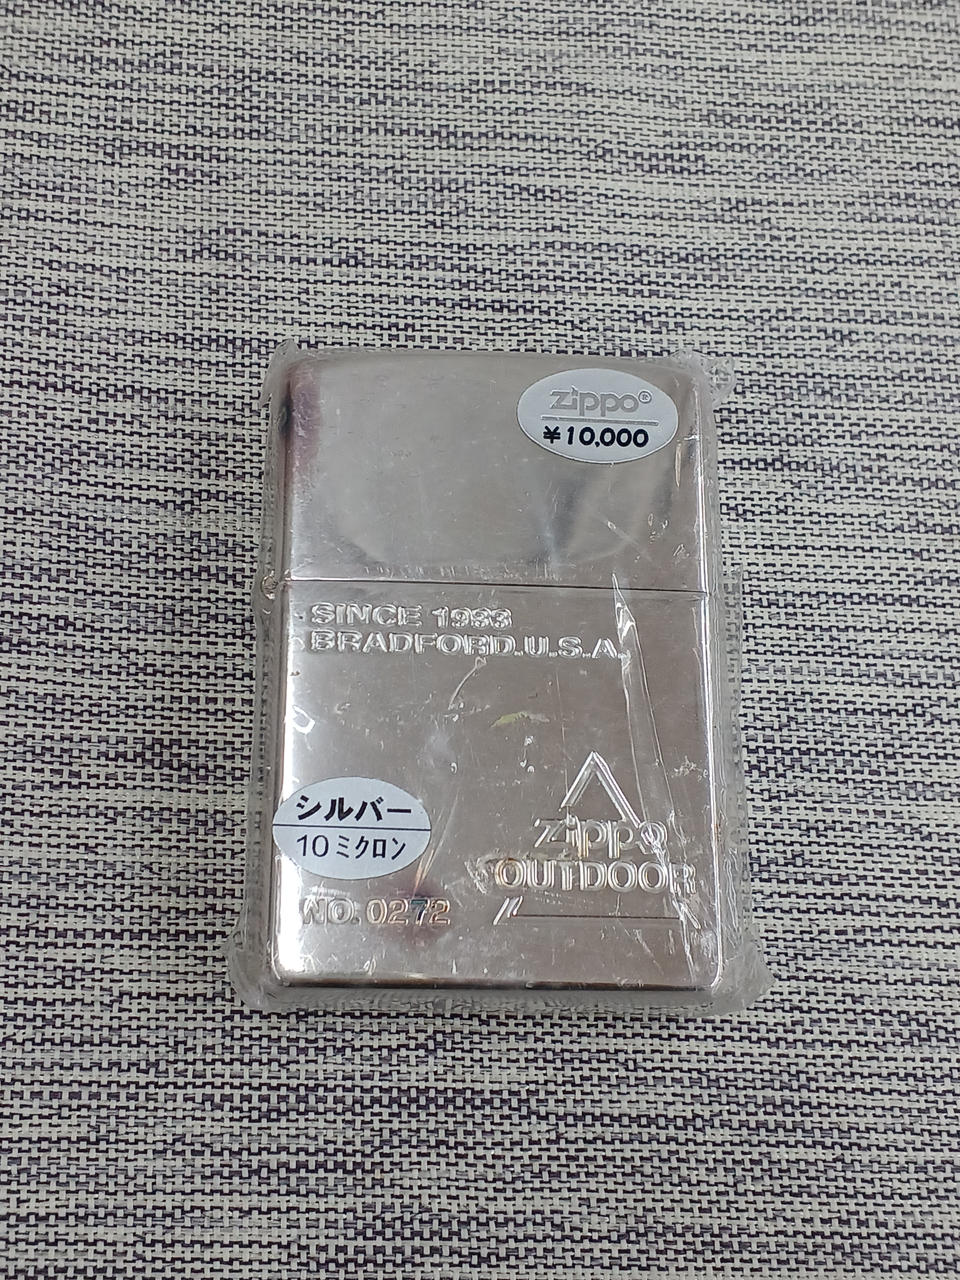 Zippo®
¥10,000
SINCE 1933
BRADFORD.U.S.A.
シルバー
10ミクロン
Zippo
OUTDOOR
NO. 0272